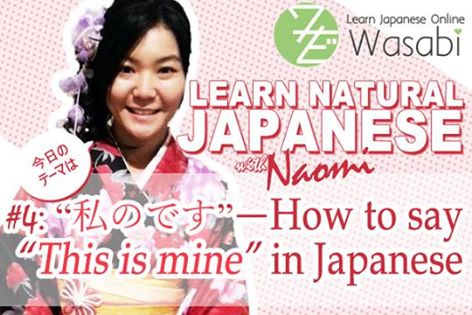 Learn Japanese Online
Wasabi
LEARN NATURAL
JAPANESE
with Naomi
今日の
テーマは
#4: “私のです”—How to say
“This is mine” in Japanese